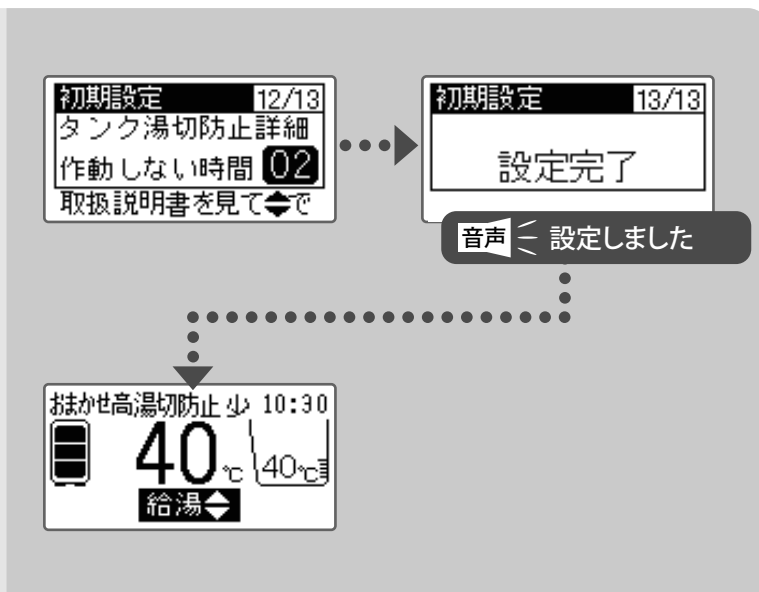 初期設定 12/13
タンク湯切防止詳細
作動しない時間 02
取扱説明書を見て◆で
初期設定 13/13
設定完了
音声 設定しました
おまかせ高湯切防止少 10:30
40℃ 40℃
給湯◆